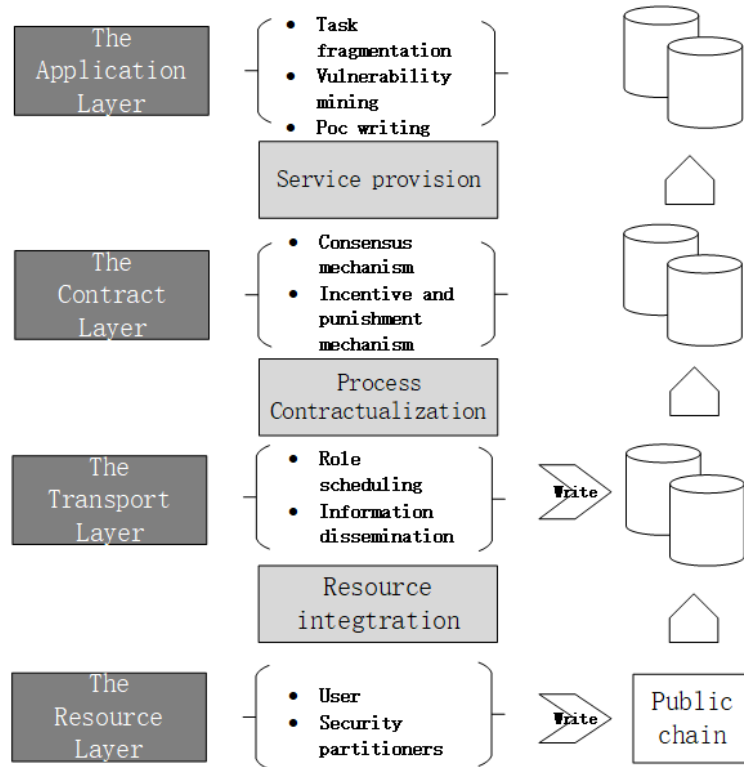 The
Application
Layer
• Task
fragmentation
• Vulnerability
mining
• Poc writing
Service provision
The
Contract
Layer
• Consensus
mechanism
• Incentive and
punishment
mechanism
Process
Contractualization
The
Transport
Layer
• Role
scheduling
• Information
dissemination
Write
Resource
integtration
The
Resource
Layer
• User
• Security
partitioners
Write
Public
chain